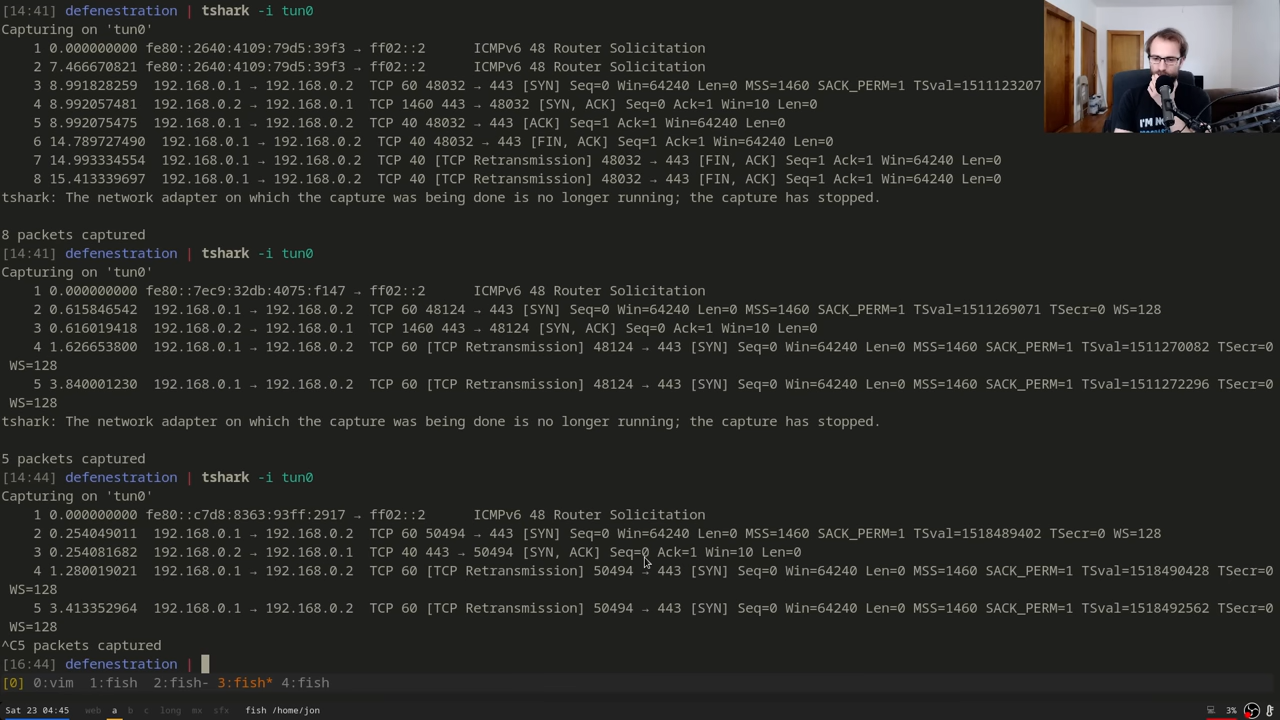 [14:41] defenestration | tshark -i tun0
Capturing on 'tun0'
1 0.000000000 fe80::2640:4109:79d5:39f3 → ff02::2 ICMPv6 48 Router Solicitation
2 7.466670821 fe80::2640:4109:79d5:39f3 → ff02::2 ICMPv6 48 Router Solicitation
3 8.991828259 192.168.0.1 → 192.168.0.2 TCP 60 48032 → 443 [SYN] Seq=0 Win=64240 Len=0 MSS=1460 SACK_PERM=1 TSval=1511123207
4 8.992057481 192.168.0.1 → 192.168.0.2 TCP 1460 443 → 48032 [SYN, ACK] Seq=0 Ack=1 Win=10 Len=0
5 8.992075475 192.168.0.1 → 192.168.0.2 TCP 40 48032 → 443 [ACK] Seq=1 Ack=1 Win=64240 Len=0
6 14.789727490 192.168.0.1 → 192.168.0.2 TCP 40 48032 → 443 [FIN, ACK] Seq=1 Ack=1 Win=64240 Len=0
7 14.993334554 192.168.0.1 → 192.168.0.2 TCP 40 [TCP Retransmission] 48032 → 443 [FIN, ACK] Seq=1 Ack=1 Win=64240 Len=0
8 15.413339697 192.168.0.1 → 192.168.0.2 TCP 40 [TCP Retransmission] 48032 → 443 [FIN, ACK] Seq=1 Ack=1 Win=64240 Len=0
tshark: The network adapter on which the capture was being done is no longer running; the capture has stopped.
8 packets captured
[14:41] defenestration | tshark -i tun0
Capturing on 'tun0'
1 0.000000000 fe80::7ec9:32db:4075:f147 → ff02::2 ICMPv6 48 Router Solicitation
2 0.615846542 192.168.0.1 → 192.168.0.2 TCP 60 48124 → 443 [SYN] Seq=0 Win=64240 Len=0 MSS=1460 SACK_PERM=1 TSval=1511269071 TSecr=0 WS=128
3 0.616019418 192.168.0.2 → 192.168.0.1 TCP 1460 443 → 48124 [SYN, ACK] Seq=0 Ack=1 Win=10 Len=0
4 1.626653800 192.168.0.1 → 192.168.0.2 TCP 60 [TCP Retransmission] 48124 → 443 [SYN] Seq=0 Win=64240 Len=0 MSS=1460 SACK_PERM=1 TSval=1511270082 TSecr=0
WS=128
5 3.840001230 192.168.0.1 → 192.168.0.2 TCP 60 [TCP Retransmission] 48124 → 443 [SYN] Seq=0 Win=64240 Len=0 MSS=1460 SACK_PERM=1 TSval=1511272296 TSecr=0
WS=128
tshark: The network adapter on which the capture was being done is no longer running; the capture has stopped.
5 packets captured
[14:44] defenestration | tshark -i tun0
Capturing on 'tun0'
1 0.000000000 fe80::c7d8:8363:93ff:2917 → ff02::2 ICMPv6 48 Router Solicitation
2 0.254049011 192.168.0.1 → 192.168.0.2 TCP 60 50494 → 443 [SYN] Seq=0 Win=64240 Len=0 MSS=1460 SACK_PERM=1 TSval=1518489402 TSecr=0 WS=128
3 0.254081682 192.168.0.2 → 192.168.0.1 TCP 40 443 → 50494 [SYN, ACK] Seq=0 Ack=1 Win=10 Len=0
4 1.280019021 192.168.0.1 → 192.168.0.2 TCP 60 [TCP Retransmission] 50494 → 443 [SYN] Seq=0 Win=64240 Len=0 MSS=1460 SACK_PERM=1 TSval=1518490428 TSecr=0
WS=128
5 3.413352964 192.168.0.1 → 192.168.0.2 TCP 60 [TCP Retransmission] 50494 → 443 [SYN] Seq=0 Win=64240 Len=0 MSS=1460 SACK_PERM=1 TSval=1518492562 TSecr=0
WS=128
^C5 packets captured
[16:44] defenestration |
[0] 0:vim 1:fish 2:fish- 3:fish* 4:fish
Sat 23 04:45 web a b c long mx sfx fish /home/jon 3%
I'M